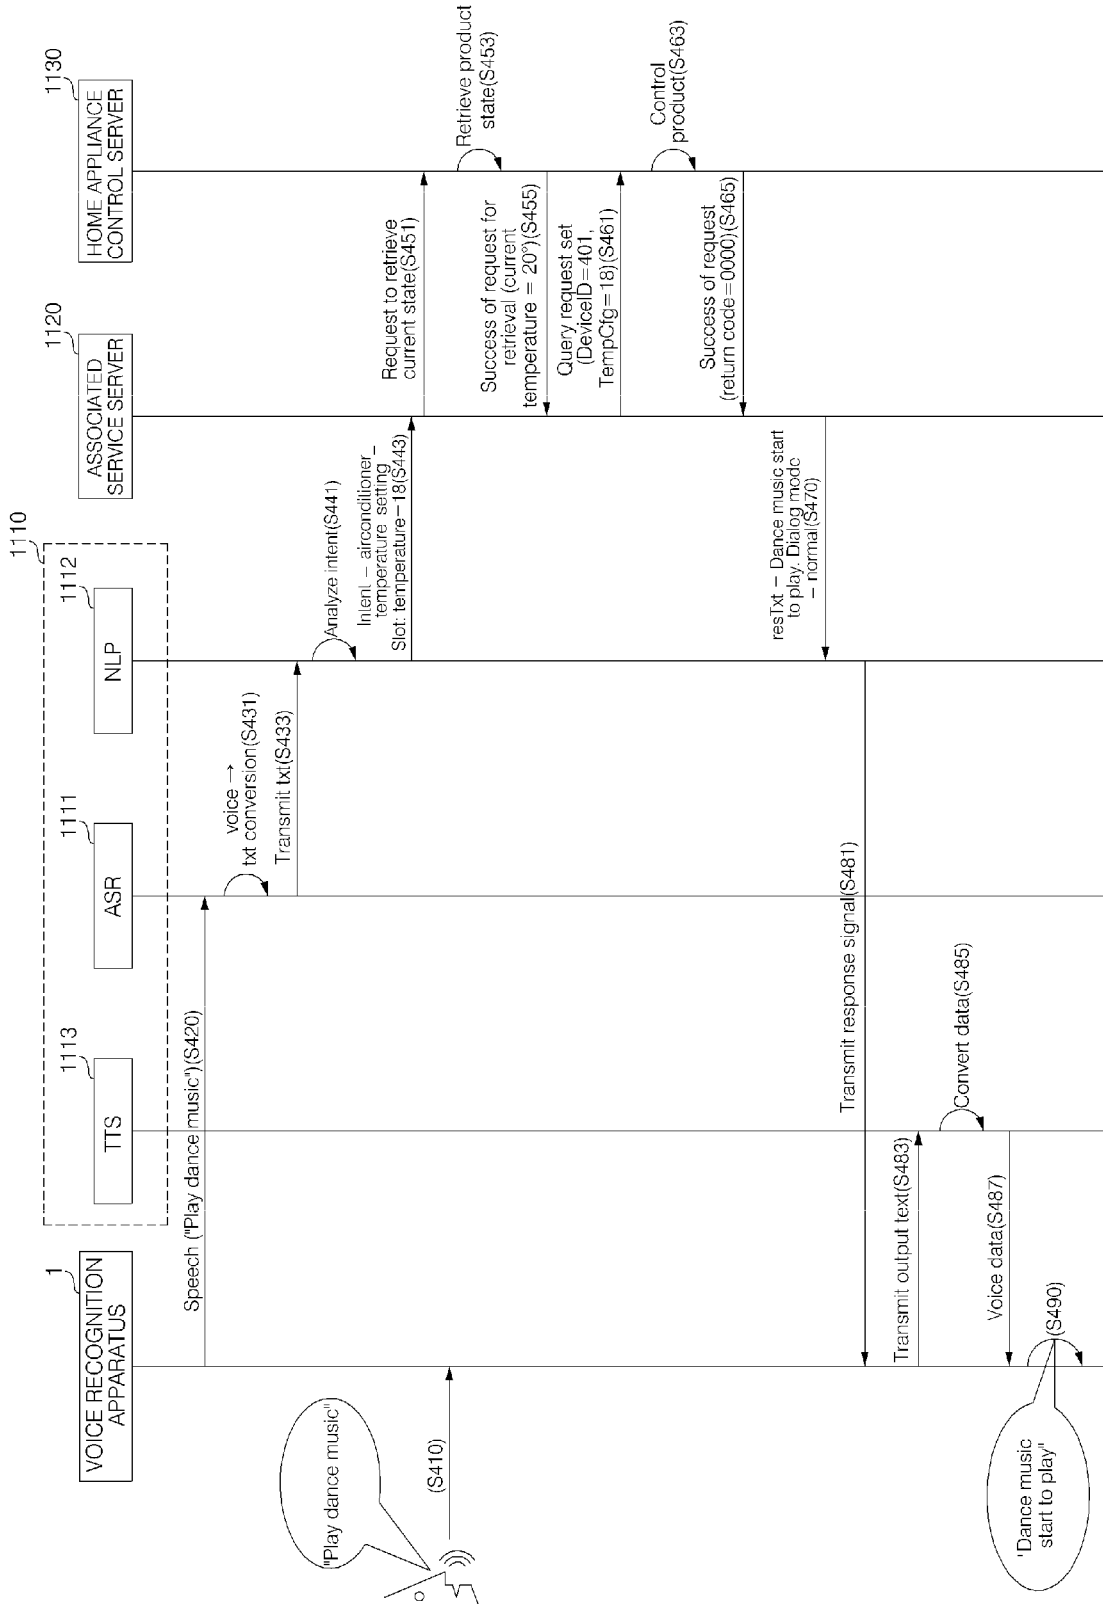 1110
1
1113
1111
1112
1120
1130
VOICE RECOGNITION
APPARATUS
TTS
ASR
NLP
ASSOCIATED
SERVICE SERVER
HOME APPLIANCE
CONTROL SERVER
"Play dance music"
(S410)
Speech ("Play dance music")(S420)
voice →
txt conversion(S431)
Transmit txt(S433)
Analyze intent(S441)
Intent – airconditioner_
temperature_setting
Slot: temperature–18(S443)
Request to retrieve
current state(S451)
Retrieve product
state(S453)
Success of request for
retrieval (current
temperature = 20°)(S455)
Query request set
(DeviceID=401,
TempCfg=18)(S461)
Control
product(S463)
Success of request
(return code=0000)(S465)
resTxt – Dance music start
to play. Dialog mode
– normal(S470)
Transmit response signal(S481)
Transmit output text(S483)
Convert data(S485)
Voice data(S487)
(S490)
"Dance music
start to play"